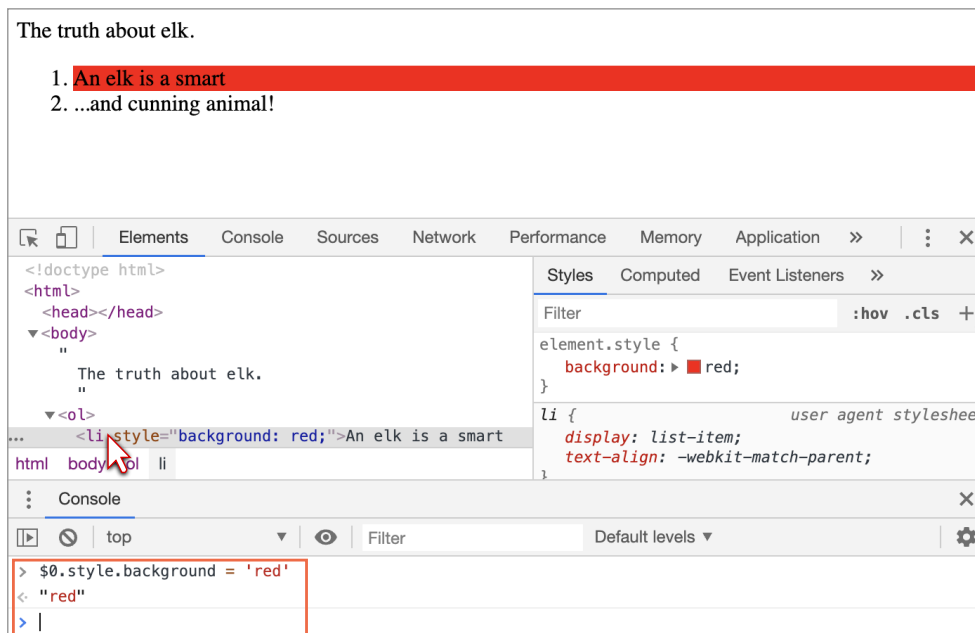 The truth about elk.
1. An elk is a smart
2. ...and cunning animal!
Elements Console Sources Network Performance Memory Application »
<!doctype html>
<html>
<head></head>
▼<body>
"
The truth about elk.
"
▼<ol>
… <li style="background: red;">An elk is a smart
html body ol li
Styles Computed Event Listeners »
Filter :hov .cls +
element.style {
background:▶ red;
}
li { user agent styleshee
display: list-item;
text-align: -webkit-match-parent;
}
Console
top ▼ Filter Default levels ▼
> $0.style.background = 'red'
<· "red"
>